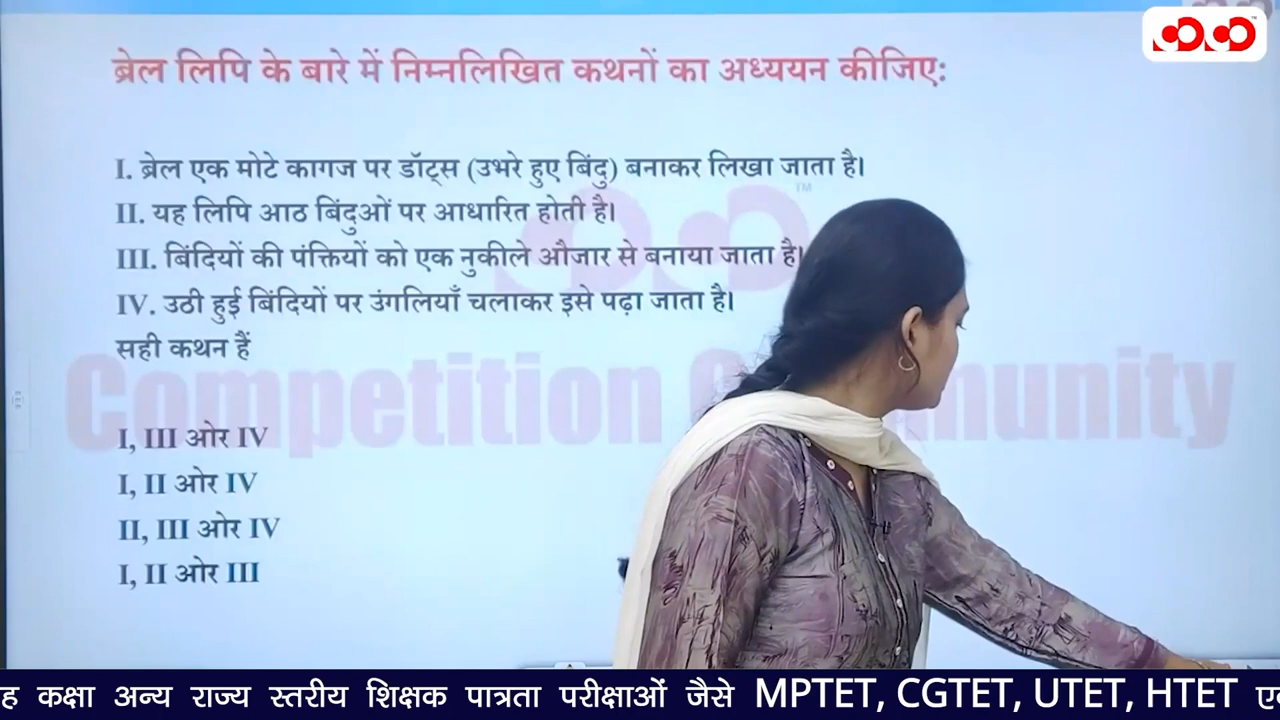 ब्रेल लिपि के बारे में निम्नलिखित कथनों का अध्ययन कीजिए:
I. ब्रेल एक मोटे कागज पर डॉट्स (उभरे हुए बिंदु) बनाकर लिखा जाता है।
II. यह लिपि आठ बिंदुओं पर आधारित होती है।
III. बिंदियों की पंक्तियों को एक नुकीले औजार से बनाया जाता है।
IV. उठी हुई बिंदियों पर उंगलियाँ चलाकर इसे पढ़ा जाता है।
सही कथन हैं
Competition
I, III ओर IV
I, II ओर IV
II, III ओर IV
I, II ओर III
कक्षा अन्य राज्य स्तरीय शिक्षक पात्रता परीक्षाओं जैसे MPTET, CGTET, UTET, HTET